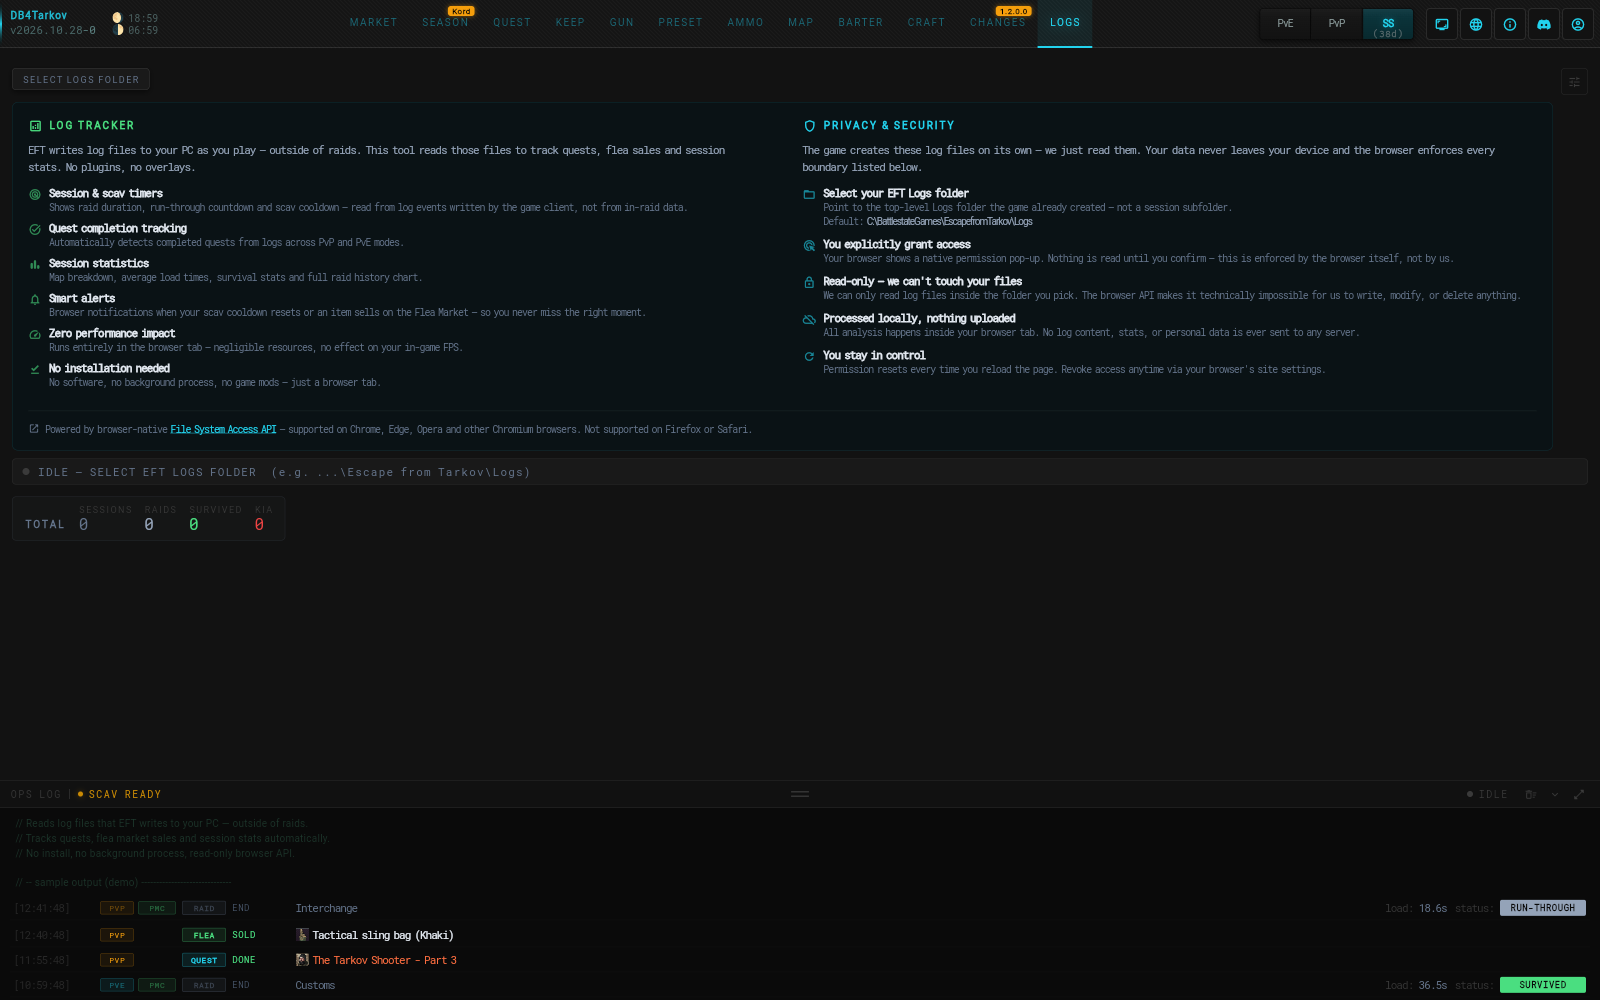 DB4Tarkov
v2026.10.28-0
18:59
06:59
MARKET
SEASON
Kord
QUEST
KEEP
GUN
PRESET
AMMO
MAP
BARTER
CRAFT
CHANGES
1.2.0.0
LOGS
PvE
PvP
SS
(38d)
SELECT LOGS FOLDER
LOG TRACKER
EFT writes log files to your PC as you play — outside of raids. This tool reads those files to track quests, flea sales and session
stats. No plugins, no overlays.
Session & scav timers
Shows raid duration, run-through countdown and scav cooldown — read from log events written by the game client, not from in-raid data.
Quest completion tracking
Automatically detects completed quests from logs across PvP and PvE modes.
Session statistics
Map breakdown, average load times, survival stats and full raid history chart.
Smart alerts
Browser notifications when your scav cooldown resets or an item sells on the Flea Market — so you never miss the right moment.
Zero performance impact
Runs entirely in the browser tab — negligible resources, no effect on your in-game FPS.
No installation needed
No software, no background process, no game mods — just a browser tab.
PRIVACY & SECURITY
The game creates these log files on its own — we just read them. Your data never leaves your device and the browser enforces every
boundary listed below.
Select your EFT Logs folder
Point to the top-level Logs folder the game already created — not a session subfolder.
Default: C:\BattlestateGames\EscapefromTarkov\Logs
You explicitly grant access
Your browser shows a native permission pop-up. Nothing is read until you confirm — this is enforced by the browser itself, not by us.
Read-only — we can't touch your files
We can only read log files inside the folder you pick. The browser API makes it technically impossible for us to write, modify, or delete anything.
Processed locally, nothing uploaded
All analysis happens inside your browser tab. No log content, stats, or personal data is ever sent to any server.
You stay in control
Permission resets every time you reload the page. Revoke access anytime via your browser's site settings.
Powered by browser-native File System Access API — supported on Chrome, Edge, Opera and other Chromium browsers. Not supported on Firefox or Safari.
IDLE — SELECT EFT LOGS FOLDER (e.g. ...\Escape from Tarkov\Logs)
TOTAL
SESSIONS RAIDS SURVIVED KIA
0 0 0 0
OPS LOG | SCAV READY
IDLE
// Reads log files that EFT writes to your PC — outside of raids.
// Tracks quests, flea market sales and session stats automatically.
// No install, no background process, read-only browser API.
// — sample output (demo) ——————————
[12:41:48] PVP PMC RAID END Interchange load: 18.6s status: RUN-THROUGH
[12:40:48] PVP FLEA SOLD Tactical sling bag (Khaki)
[11:55:48] PVP QUEST DONE The Tarkov Shooter - Part 3
[10:59:48] PVE PMC RAID END Customs load: 36.5s status: SURVIVED